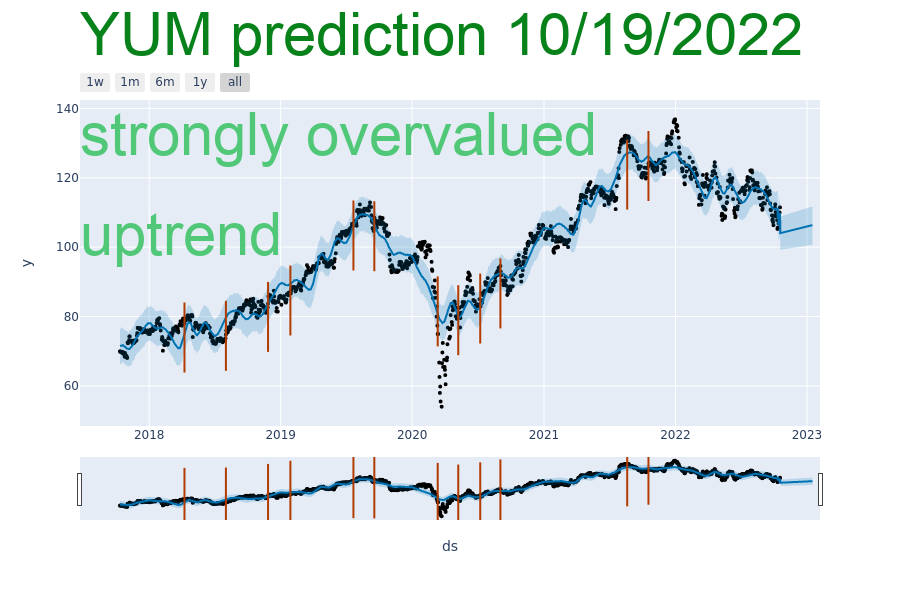 YUM prediction 10/19/2022
1w 1m 6m 1y all
140
strongly overvalued
120
uptrend
100
y
80
60
2018 2019 2020 2021 2022 2023
ds